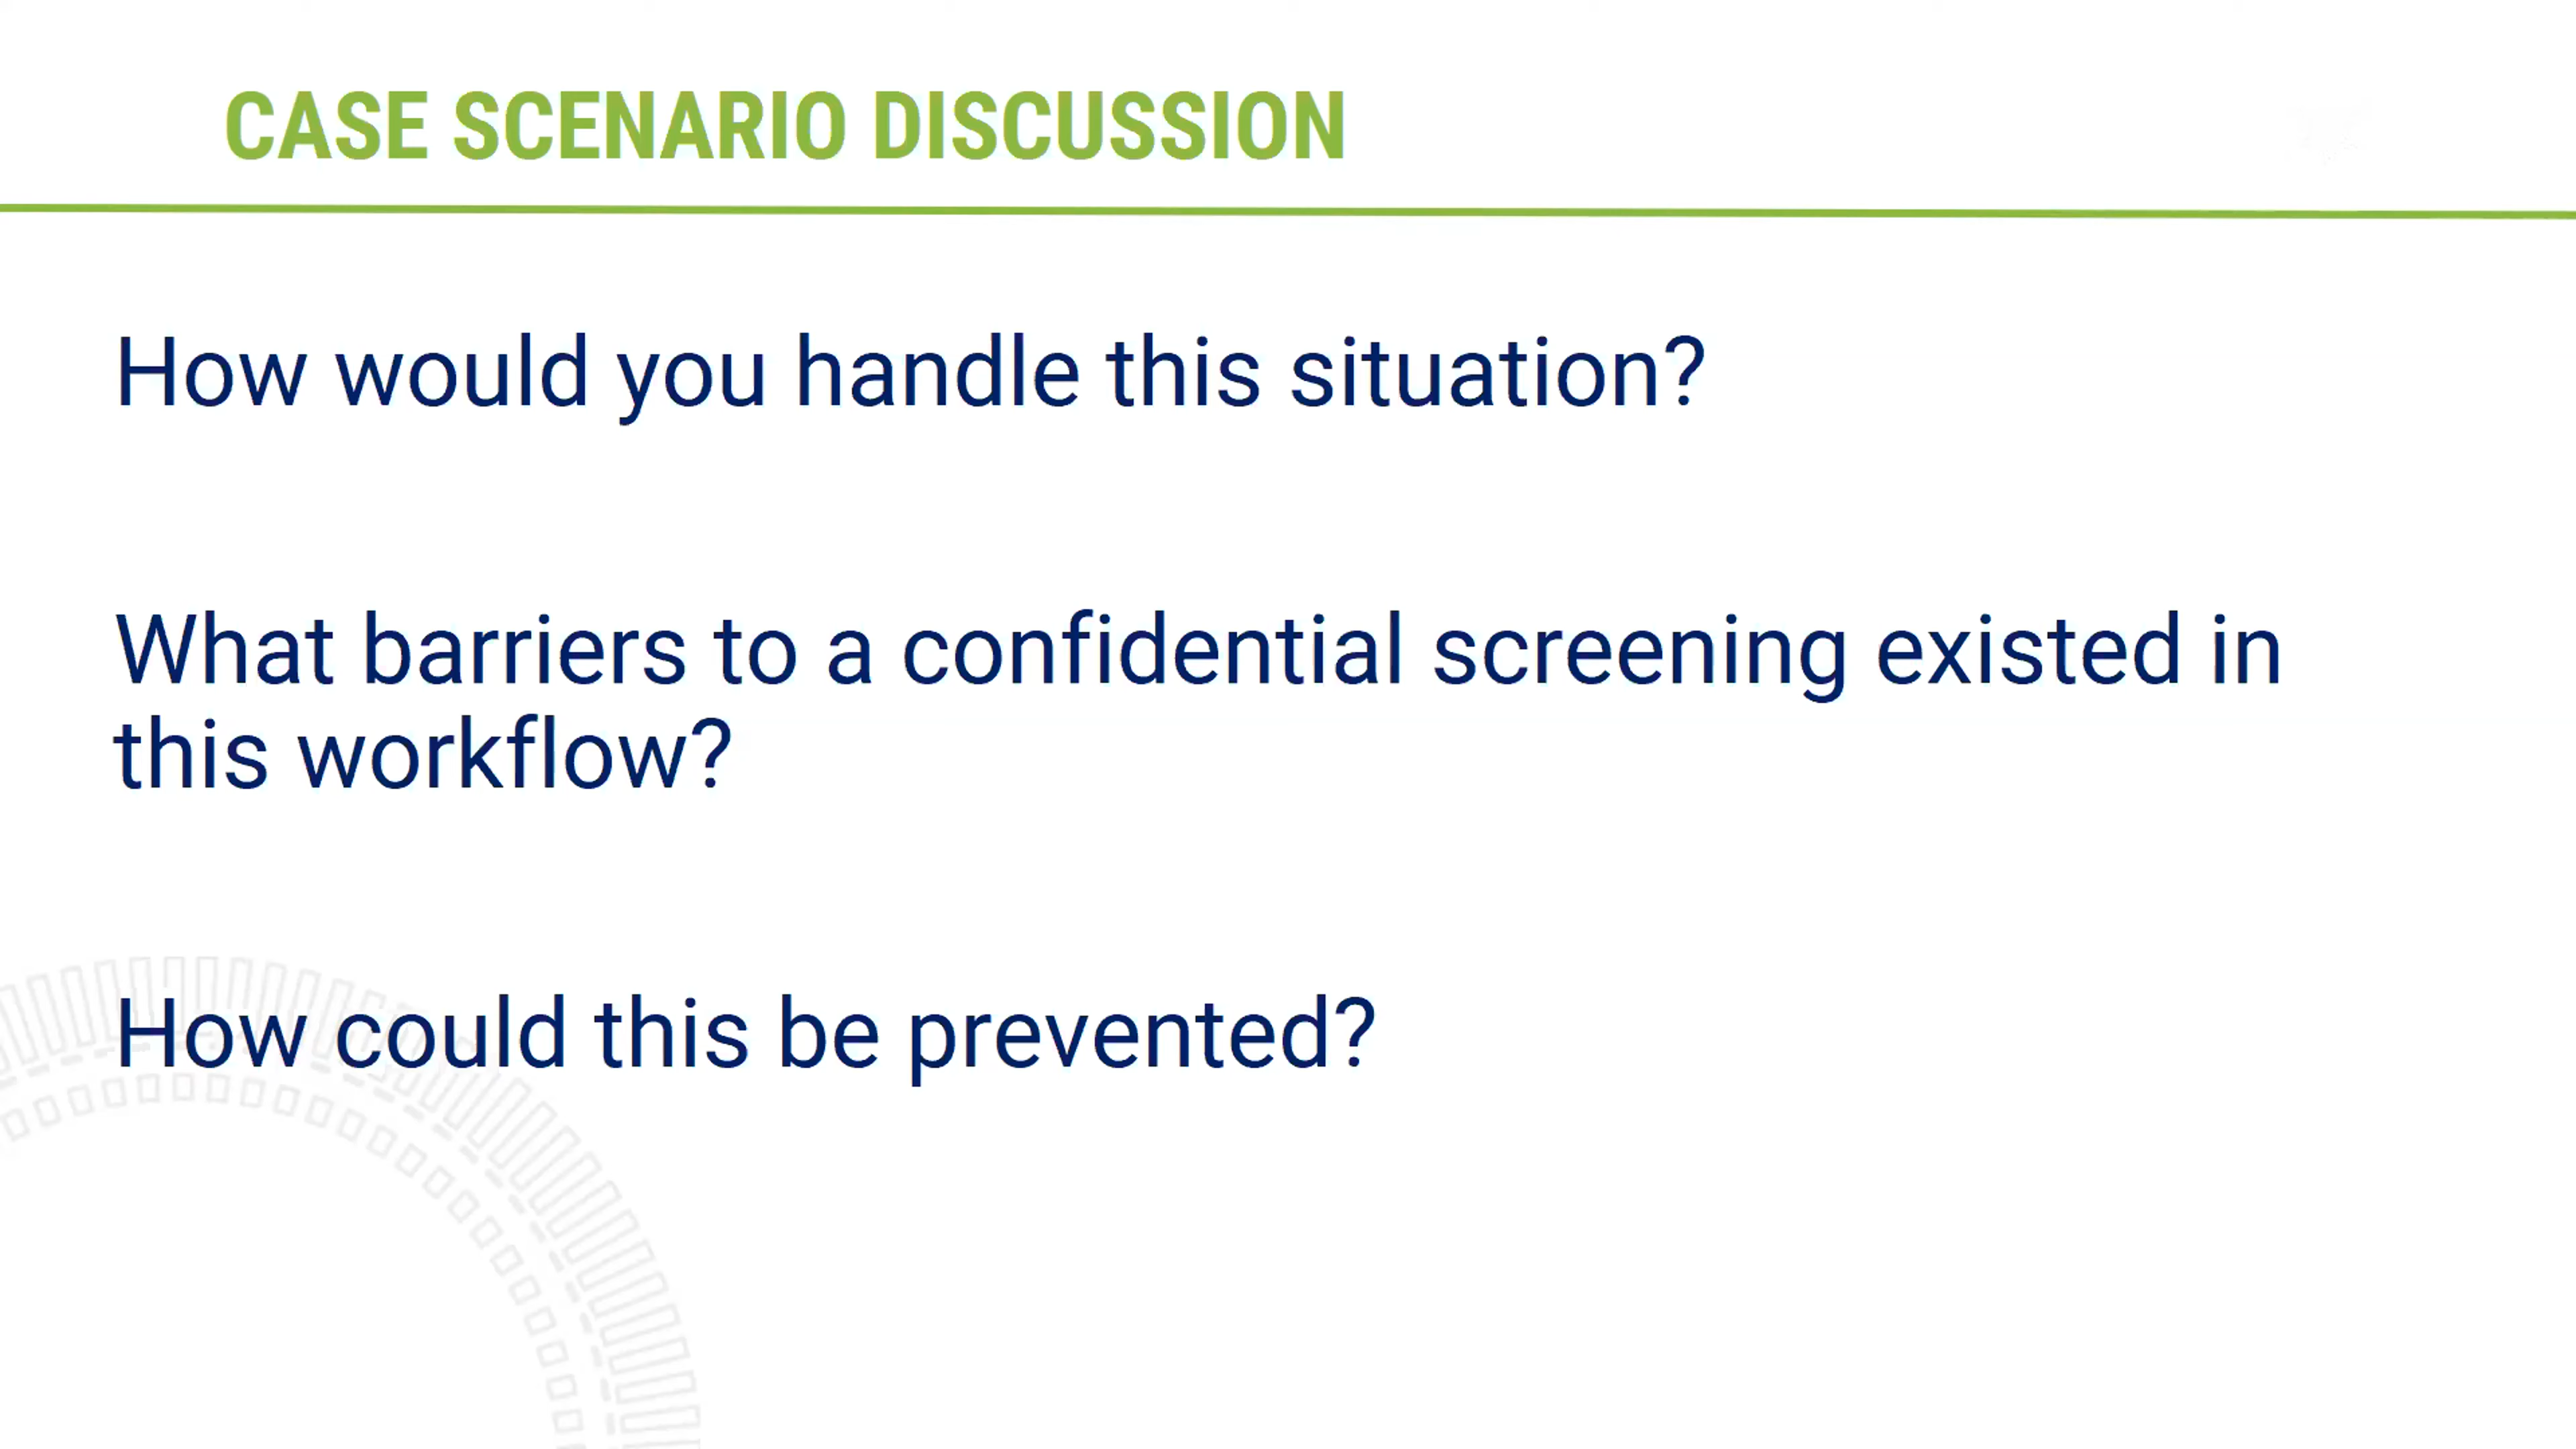 CASE SCENARIO DISCUSSION
How would you handle this situation?
What barriers to a confidential screening existed in
this workflow?
How could this be prevented?